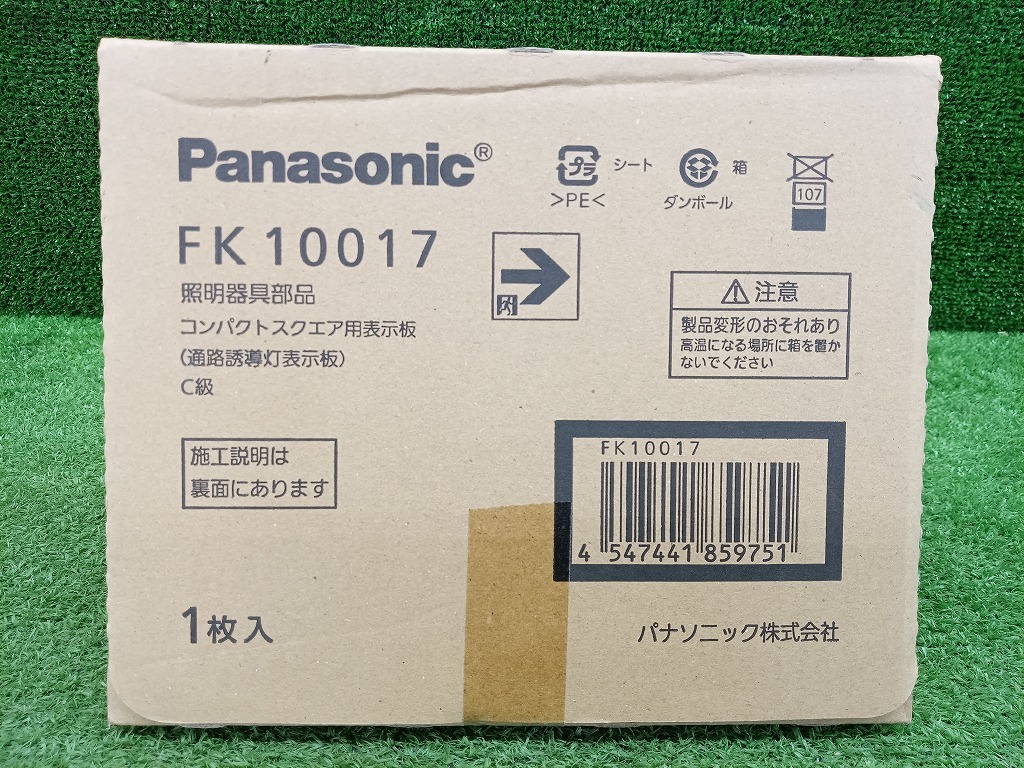 Panasonic®
プラ シート
>PE<
箱
ダンボール
107
FK10017
照明器具部品
コンパクトスクエア用表示板
(通路誘導灯表示板)
C級
注意
製品変形のおそれあり
高温になる場所に箱を置か
ないでください
施工説明は
裏面にあります
FK10017
4 547441 859751
1枚入
パナソニック株式会社